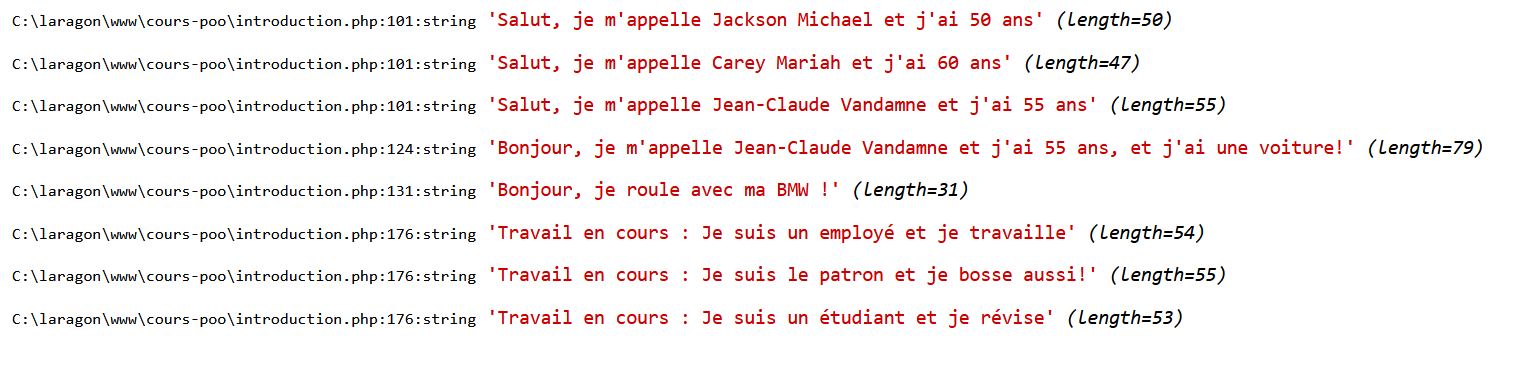 C:\laragon\www\cours-poo\introduction.php:101:string 'Salut, je m'appelle Jackson Michael et j'ai 50 ans' (length=50)
C:\laragon\www\cours-poo\introduction.php:101:string 'Salut, je m'appelle Carey Mariah et j'ai 60 ans' (length=47)
C:\laragon\www\cours-poo\introduction.php:101:string 'Salut, je m'appelle Jean-Claude Vandamne et j'ai 55 ans' (length=55)
C:\laragon\www\cours-poo\introduction.php:124:string 'Bonjour, je m'appelle Jean-Claude Vandamne et j'ai 55 ans, et j'ai une voiture!' (length=79)
C:\laragon\www\cours-poo\introduction.php:131:string 'Bonjour, je roule avec ma BMW !' (length=31)
C:\laragon\www\cours-poo\introduction.php:176:string 'Travail en cours : Je suis un employé et je travaille' (length=54)
C:\laragon\www\cours-poo\introduction.php:176:string 'Travail en cours : Je suis le patron et je bosse aussi!' (length=55)
C:\laragon\www\cours-poo\introduction.php:176:string 'Travail en cours : Je suis un étudiant et je révise' (length=53)